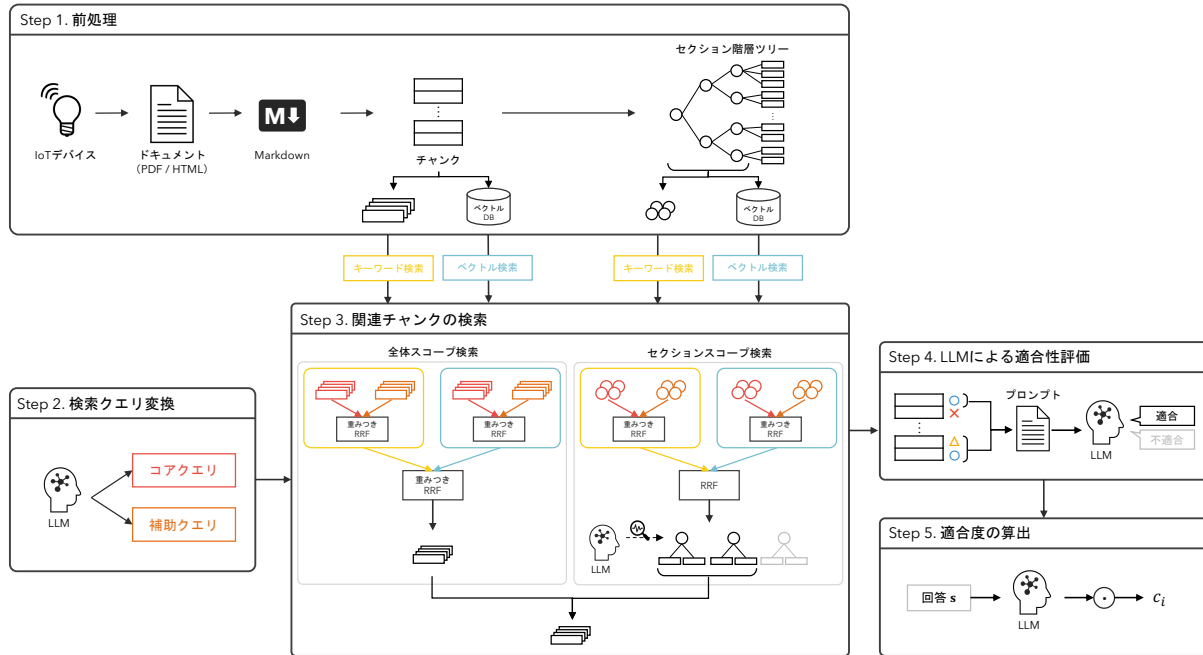 Step 1. 前処理
セクション階層ツリー
M
IoTデバイス
ドキュメント
(PDF / HTML)
Markdown
チャンク
ベクトル
DB
ベクトル
DB
キーワード検索
ベクトル検索
キーワード検索
ベクトル検索
Step 3. 関連チャンクの検索
全体スコープ検索
セクションスコープ検索
重みつき
RRF
重みつき
RRF
重みつき
RRF
重みつき
RRF
重みつき
RRF
RRF
LLM
Step 2. 検索クエリ変換
LLM
コアクエリ
補助クエリ
Step 4. LLMによる適合性評価
プロンプト
LLM
適合
不適合
Step 5. 適合度の算出
回答 s
LLM
c_i